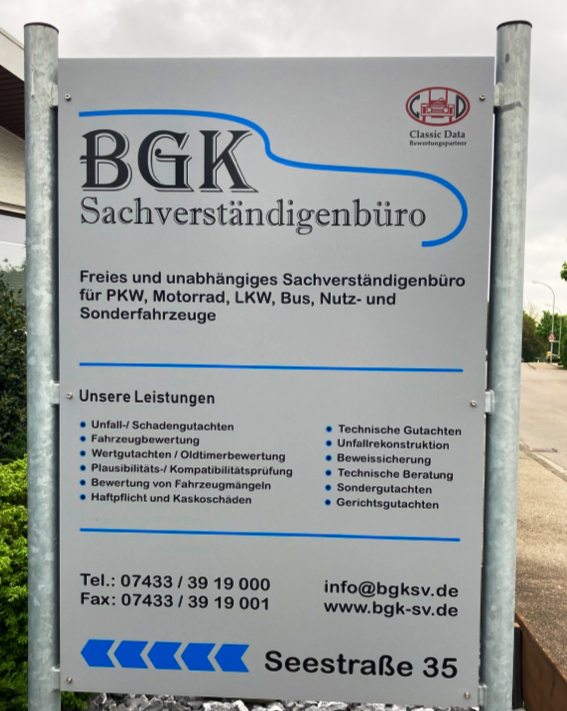 C D
Classic Data
Bewertungspartner
BGK
Sachverständigenbüro
Freies und unabhängiges Sachverständigenbüro
für PKW, Motorrad, LKW, Bus, Nutz- und
Sonderfahrzeuge
Unsere Leistungen
• Unfall-/ Schadengutachten
• Fahrzeugbewertung
• Wertgutachten / Oldtimerbewertung
• Plausibilitäts-/ Kompatibilitätsprüfung
• Bewertung von Fahrzeugmängeln
• Haftpflicht und Kaskoschäden
• Technische Gutachten
• Unfallrekonstruktion
• Beweissicherung
• Technische Beratung
• Sondergutachten
• Gerichtsgutachten
Tel.: 07433 / 39 19 000
Fax: 07433 / 39 19 001
info@bgksv.de
www.bgk-sv.de
Seestraße 35